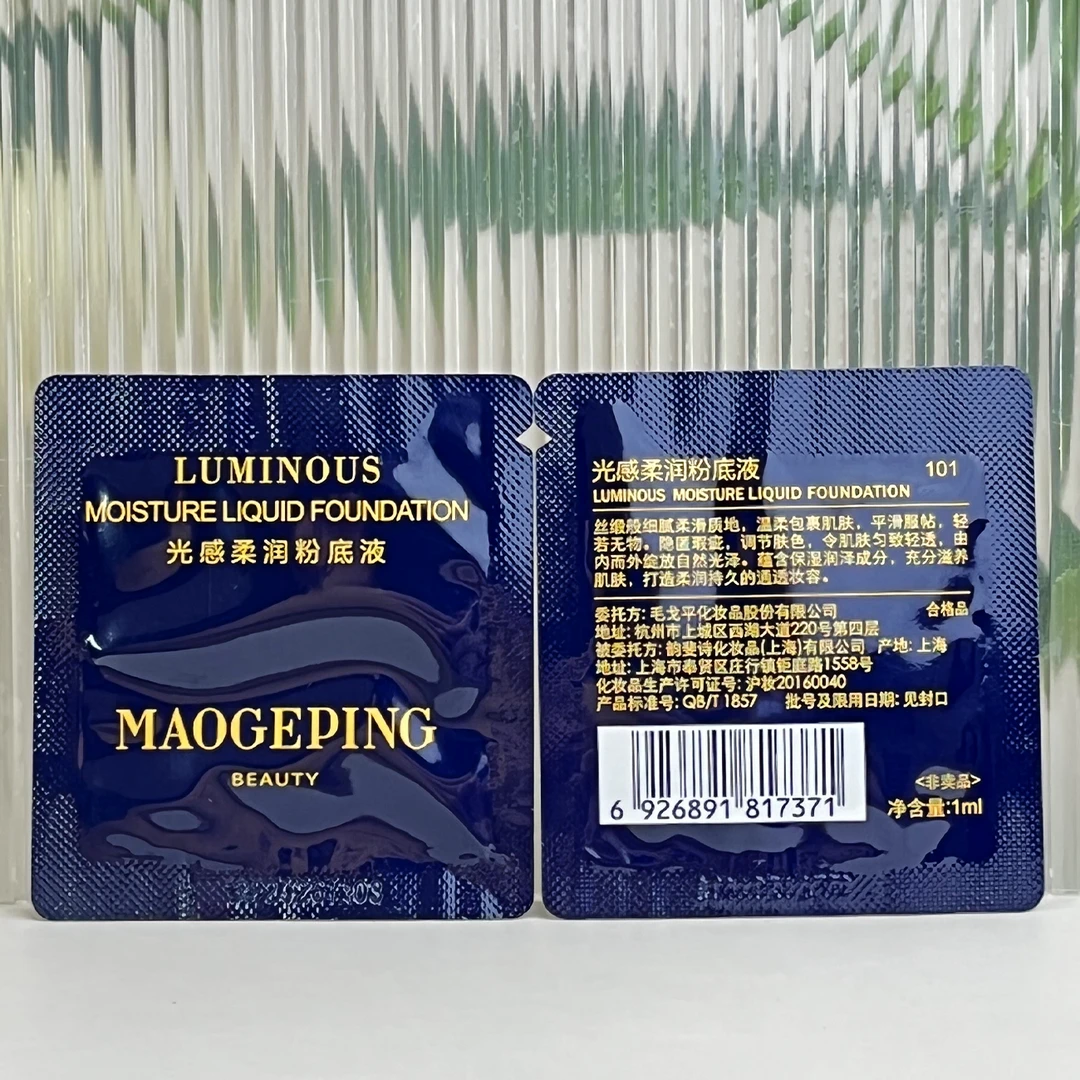 LUMINOUS
MOISTURE LIQUID FOUNDATION
光感柔润粉底液
MAOGEPING
BEAUTY
光感柔润粉底液 101
LUMINOUS MOISTURE LIQUID FOUNDATION
丝缎般细腻柔滑质地，温柔包裹肌肤，平滑服帖，轻
若无物。隐匿瑕疵，调节肤色，令肌肤匀致轻透，由
内而外绽放自然光泽。蕴含保湿润泽成分，充分滋养
肌肤，打造柔润持久的通透妆容。
委托方: 毛戈平化妆品股份有限公司 合格品
地址: 杭州市上城区西湖大道220号第四层
被委托方: 韵斐诗化妆品(上海)有限公司 产地: 上海
地址: 上海市奉贤区庄行镇钜庭路1558号
化妆品生产许可证号: 沪妆20160040
产品标准号: QB/T 1857 批号及限用日期: 见封口
<非卖品>
6 926891 817371
净含量:1ml